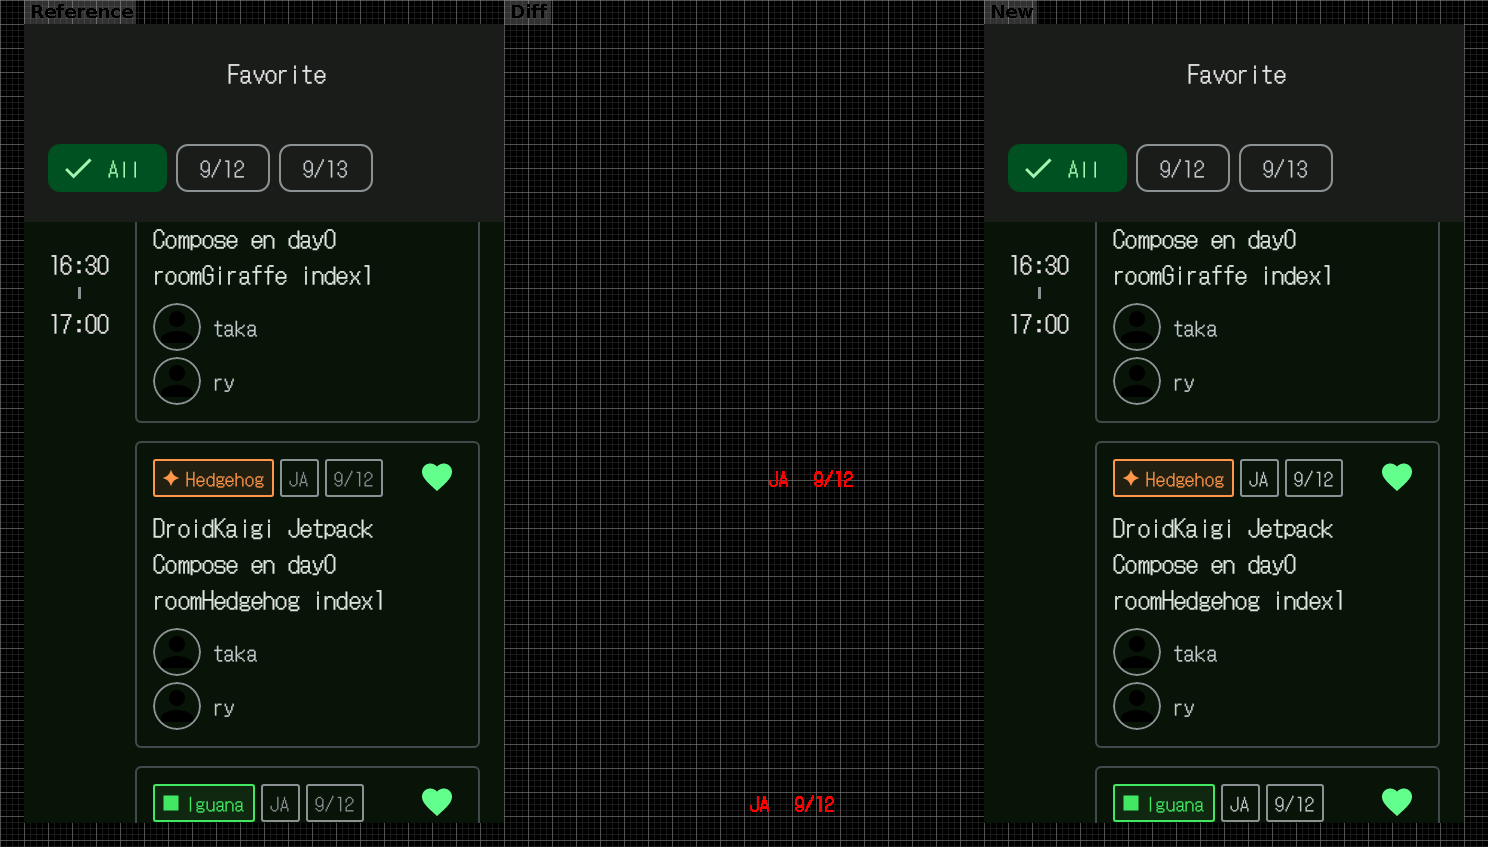 Reference
Favorite
All 9/12 9/13
16:30
17:00
Compose en day0
roomGiraffe index1
taka
ry
Hedgehog JA 9/12
DroidKaigi Jetpack
Compose en day0
roomHedgehog index1
taka
ry
Iguana JA 9/12
Diff
JA 9/12
JA 9/12
New
Favorite
All 9/12 9/13
16:30
17:00
Compose en day0
roomGiraffe index1
taka
ry
Hedgehog JA 9/12
DroidKaigi Jetpack
Compose en day0
roomHedgehog index1
taka
ry
Iguana JA 9/12